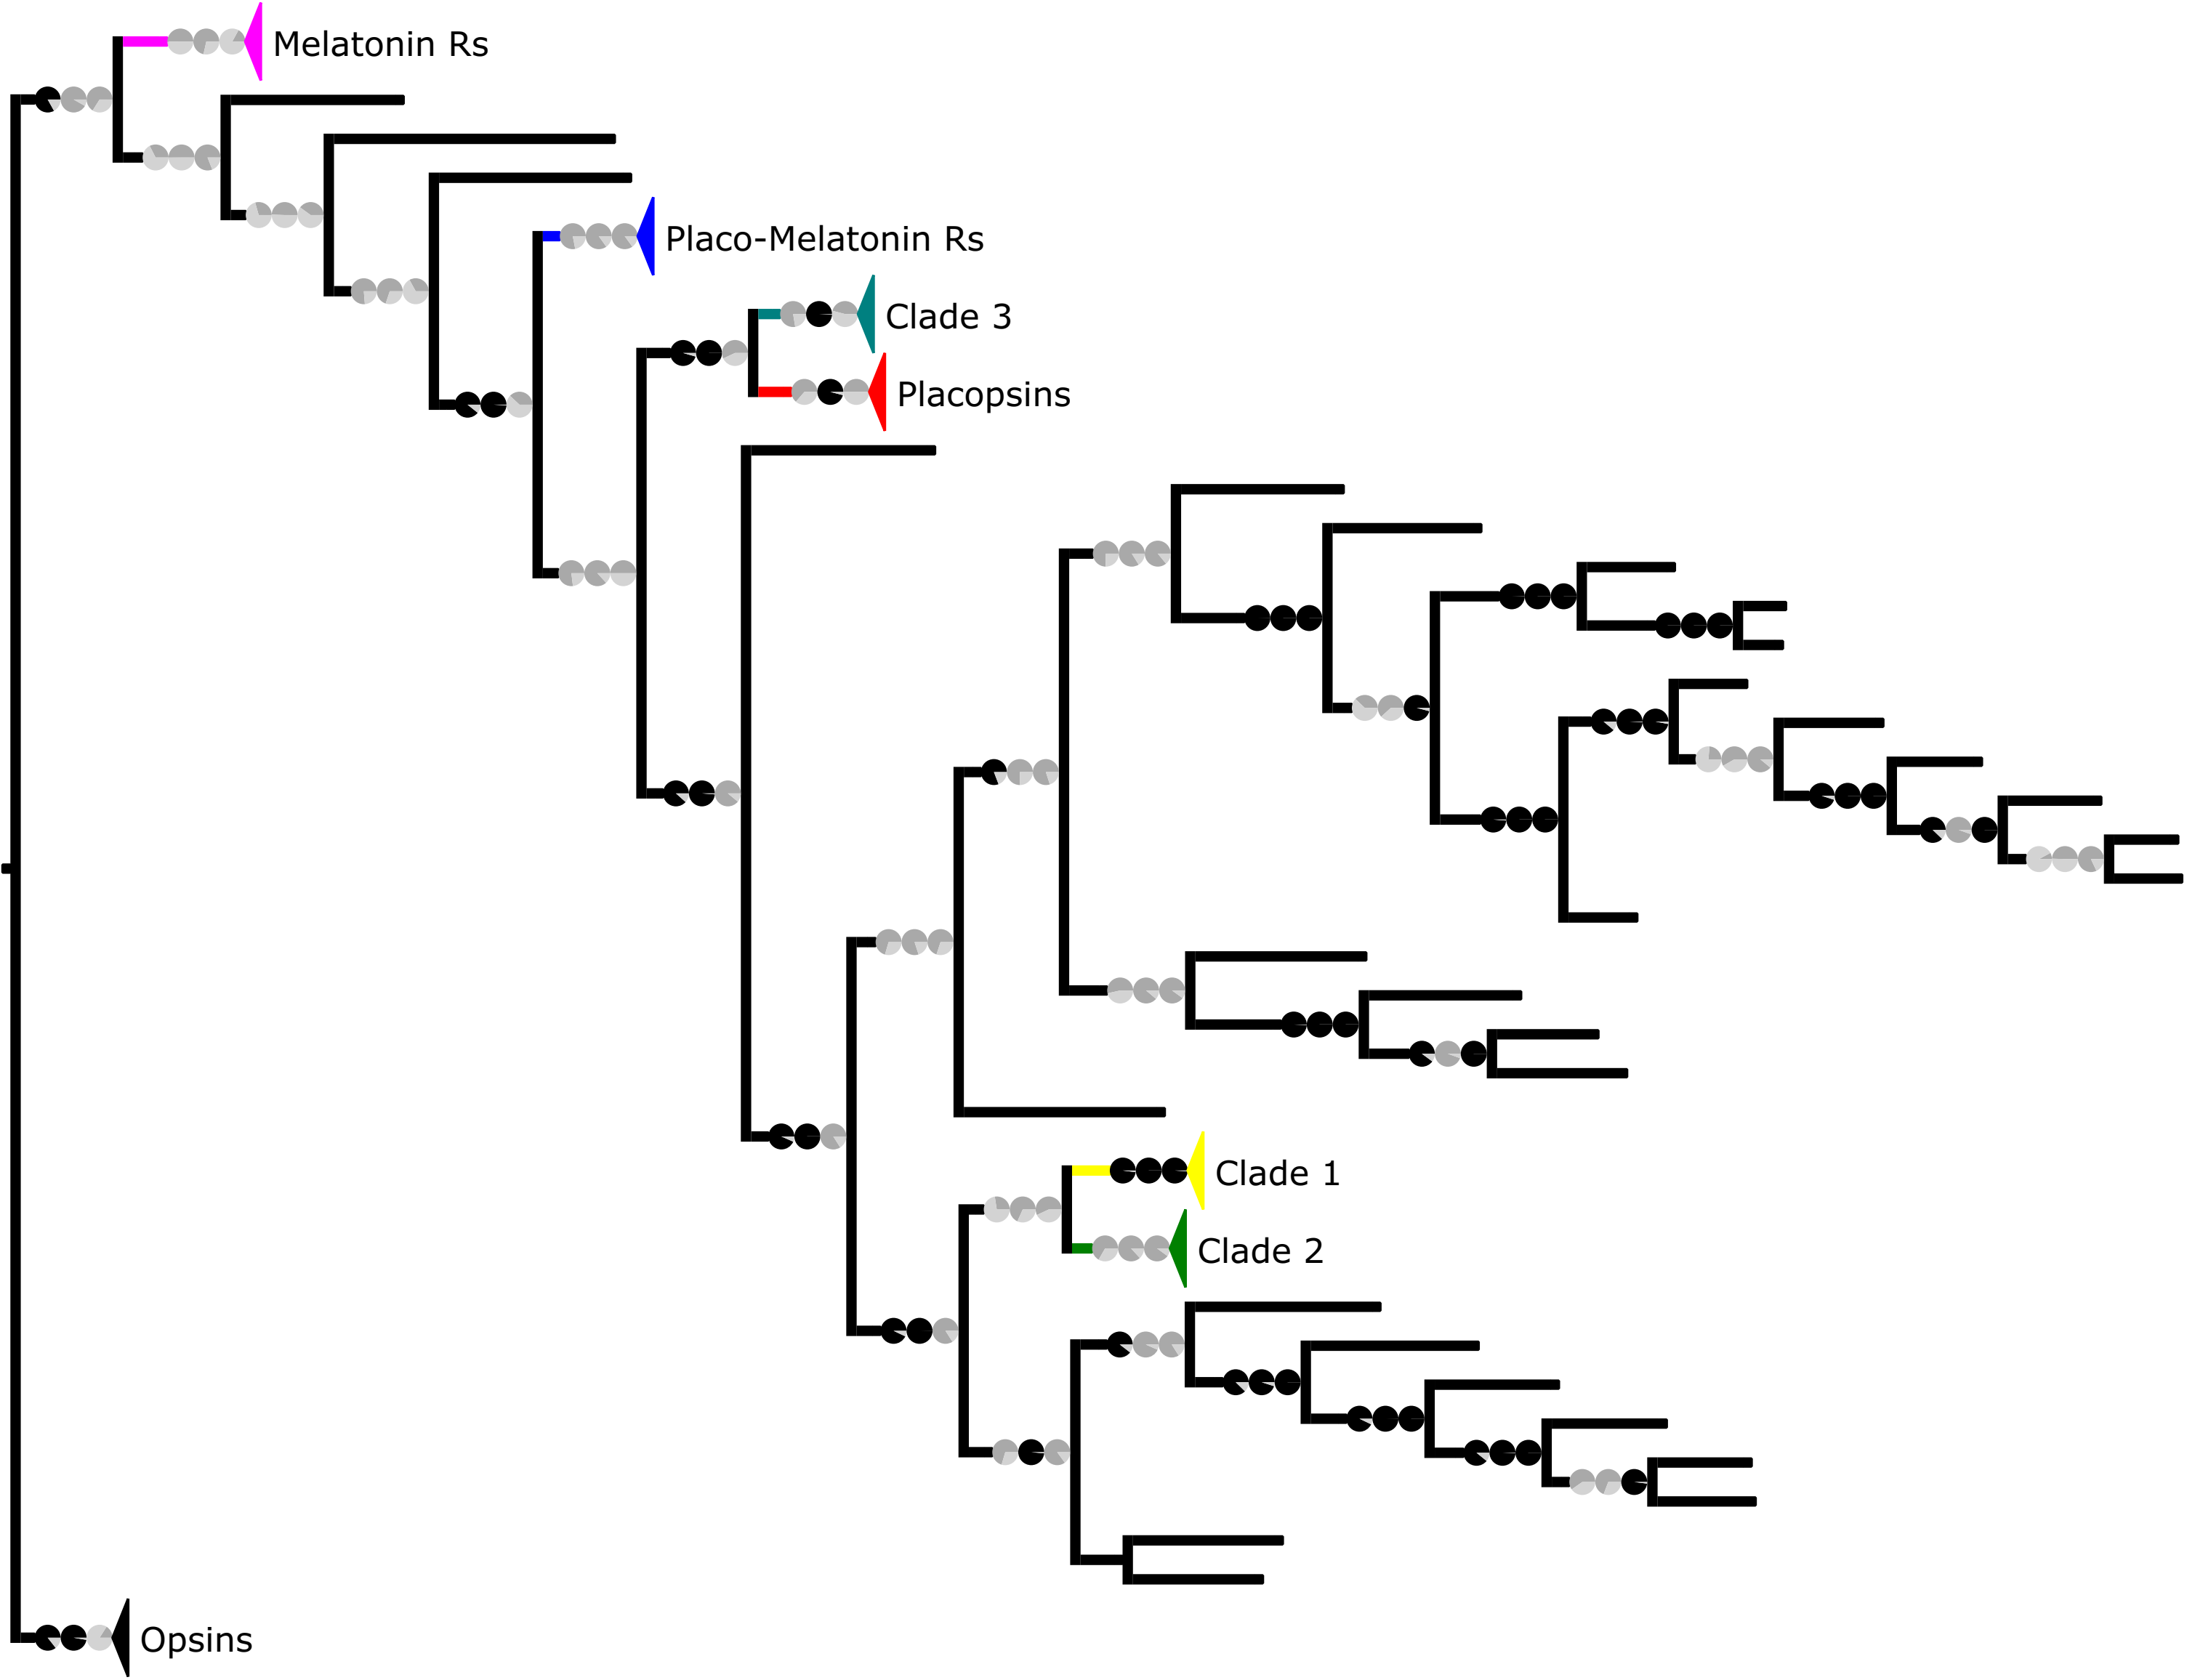 Melatonin Rs
Placo-Melatonin Rs
Clade 3
Placopsins
Clade 1
Clade 2
Opsins